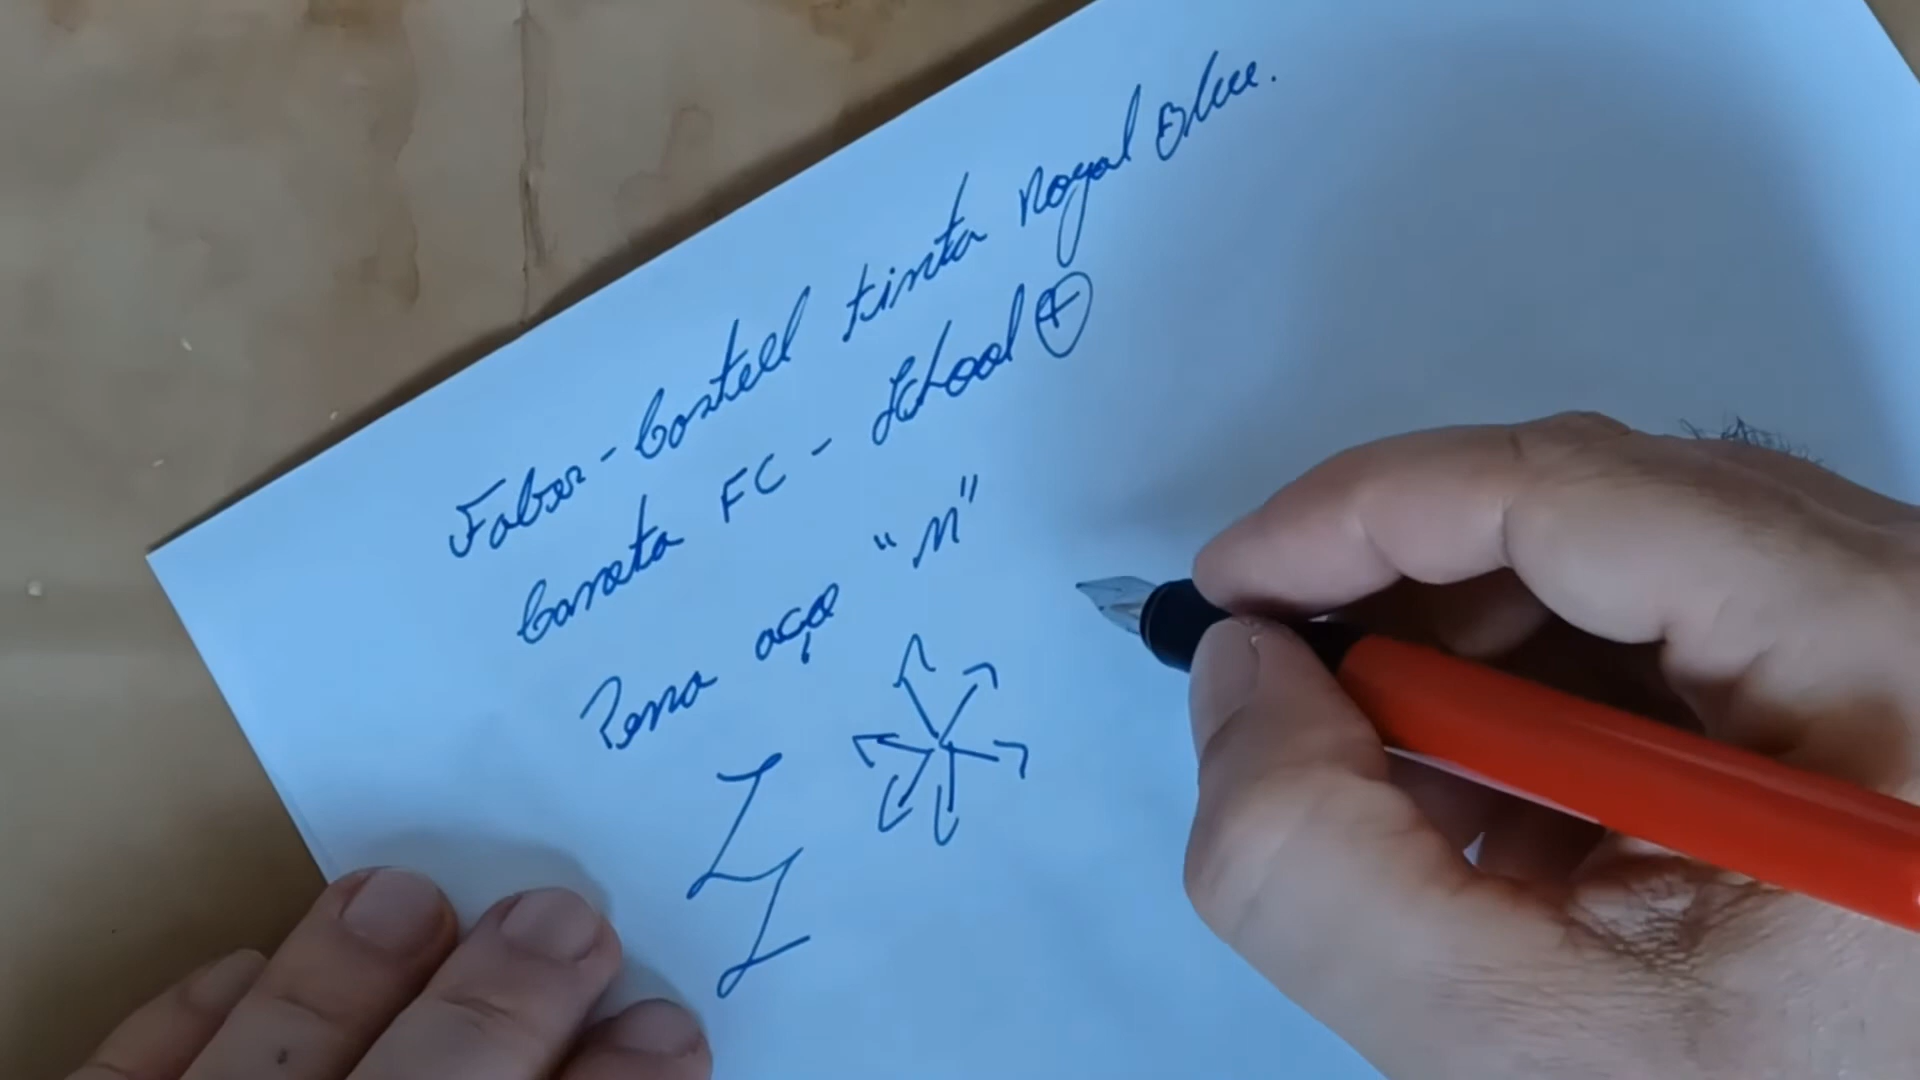 Faber-Castell tinta royal blue.
Caneta FC - School +
Pena aço "M"